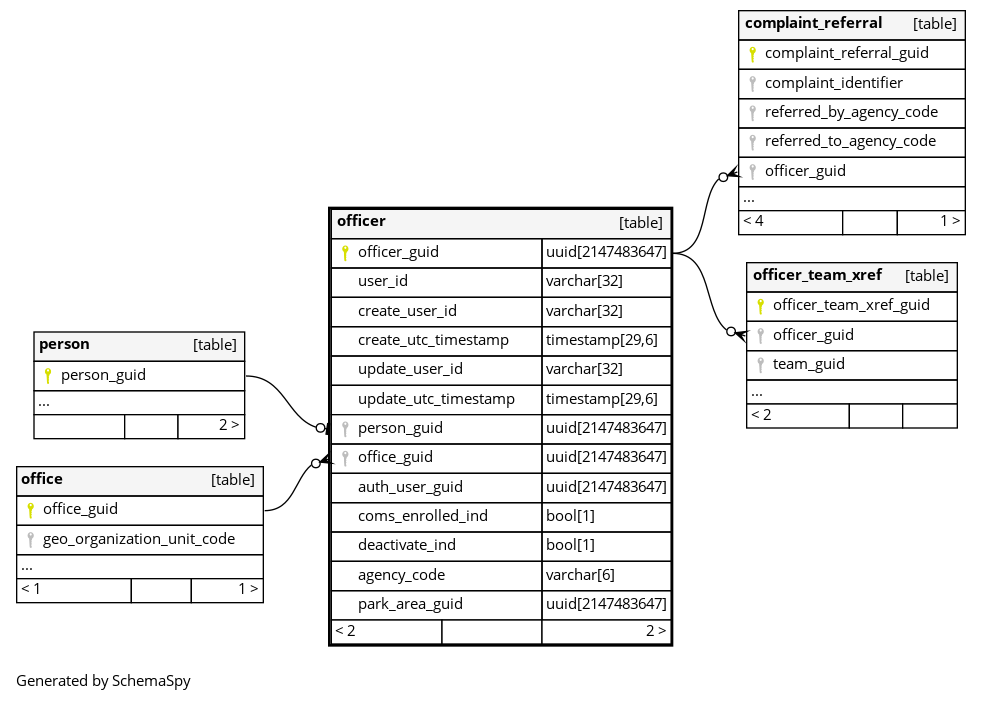 complaint_referral [table]
complaint_referral_guid
complaint_identifier
referred_by_agency_code
referred_to_agency_code
officer_guid
...
< 4 1 >
officer [table]
officer_guid uuid[2147483647]
user_id varchar[32]
create_user_id varchar[32]
create_utc_timestamp timestamp[29,6]
update_user_id varchar[32]
update_utc_timestamp timestamp[29,6]
person_guid uuid[2147483647]
office_guid uuid[2147483647]
auth_user_guid uuid[2147483647]
coms_enrolled_ind bool[1]
deactivate_ind bool[1]
agency_code varchar[6]
park_area_guid uuid[2147483647]
< 2 2 >
officer_team_xref [table]
officer_team_xref_guid
officer_guid
team_guid
...
< 2
person [table]
person_guid
...
2 >
office [table]
office_guid
geo_organization_unit_code
...
< 1 1 >
Generated by SchemaSpy